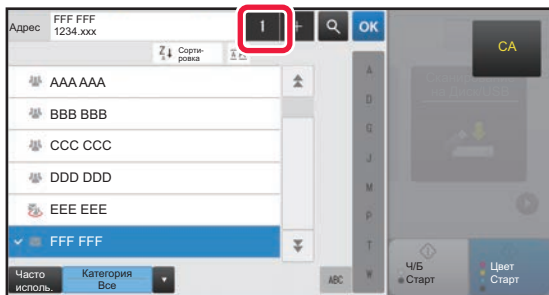 Адрес
FFF FFF
1234.xxx
1
+
OK
CA
Сорти-
ровка
AAA AAA
BBB BBB
CCC CCC
DDD DDD
EEE EEE
FFF FFF
A
D
G
J
M
P
T
W
Часто
исполь.
Категория
Все
ABC
Ч/Б
Старт
Цвет
Старт